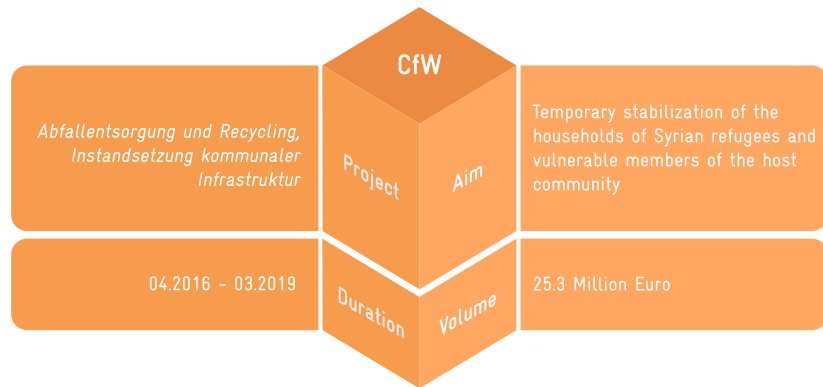 CfW
Abfallentsorgung und Recycling,
Instandsetzung kommunaler
Infrastruktur
Project
Aim
Temporary stabilization of the
households of Syrian refugees and
vulnerable members of the host
community
04.2016 - 03.2019
Duration
Volume
25.3 Million Euro